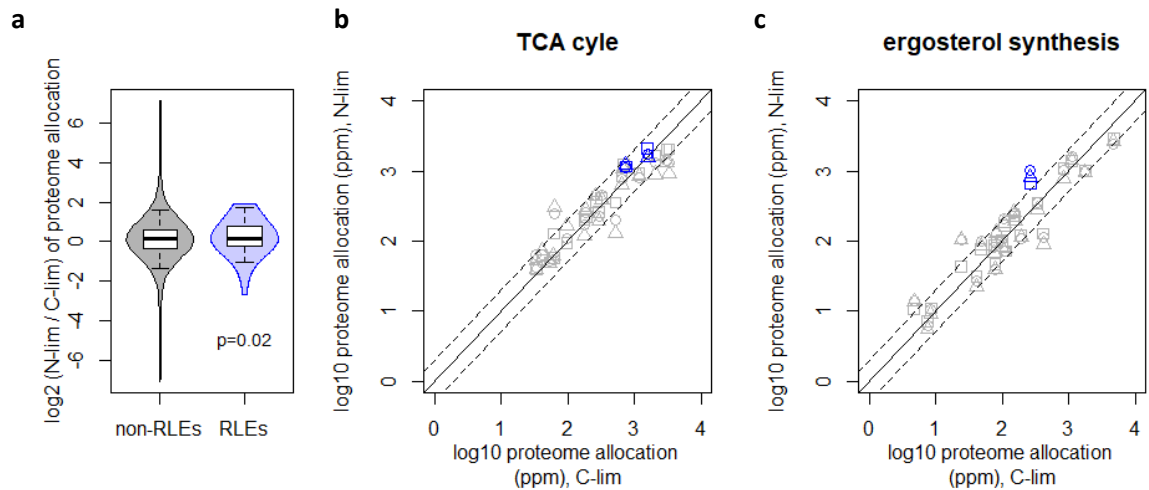 a
log2 (N-lim / C-lim) of proteome allocation
6
4
2
0
-2
-4
-6
p=0.02
non-RLEs RLEs
b
TCA cyle
log10 proteome allocation (ppm), N-lim
4
3
2
1
0
0 1 2 3 4
log10 proteome allocation
(ppm), C-lim
c
ergosterol synthesis
log10 proteome allocation (ppm), N-lim
4
3
2
1
0
0 1 2 3 4
log10 proteome allocation
(ppm), C-lim